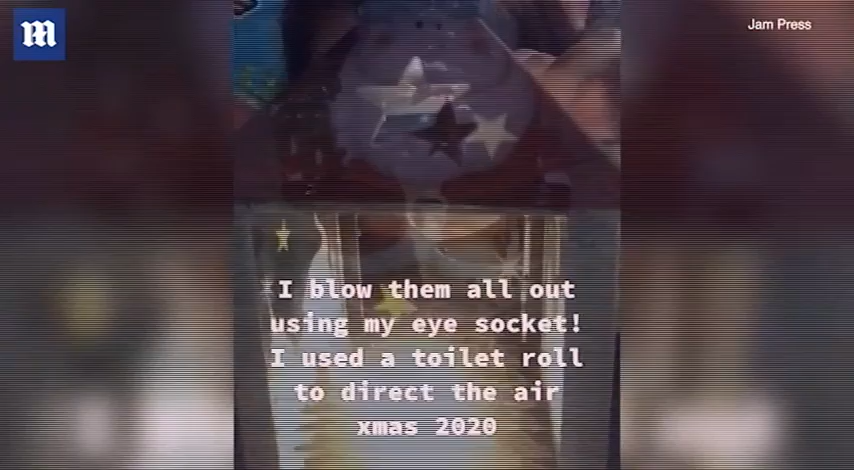 M
Jam Press
I blow them all out
using my eye socket!
I used a toilet roll
to direct the air
xmas 2020